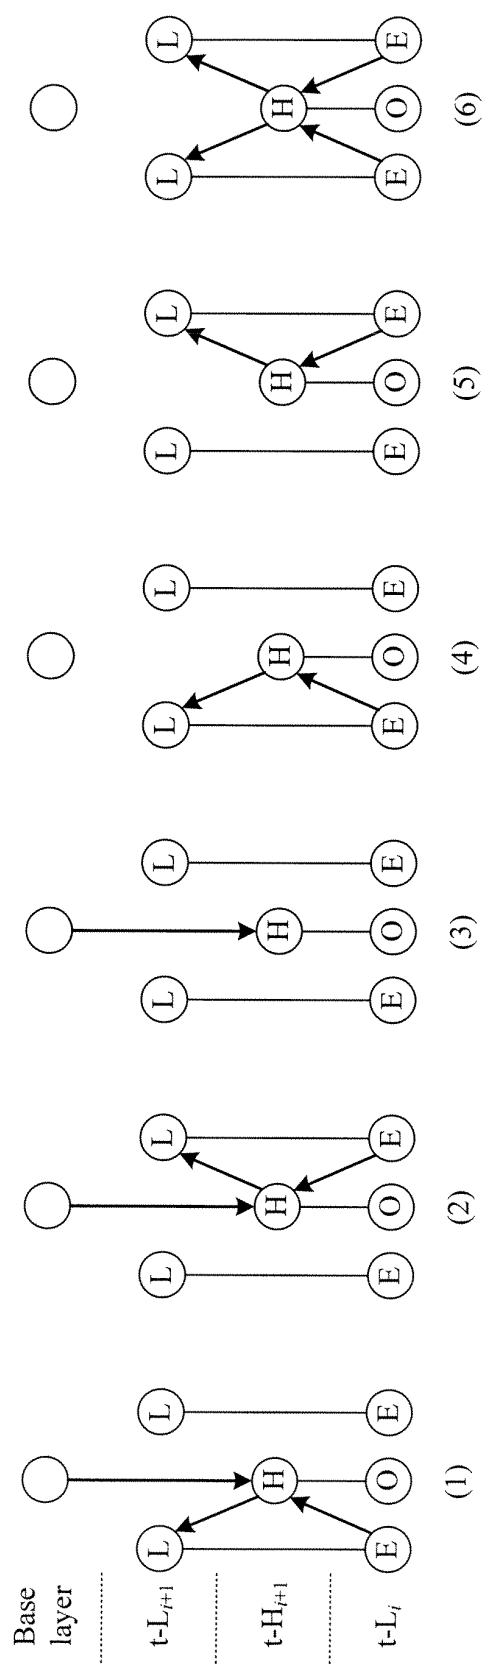 Base
layer
t-L_{i+1} L L L L L L L L L L L L
t-H_{i+1} H H H H H H
t-L_i E O E E O E E O E E O E E O E E O E
(1) (2) (3) (4) (5) (6)